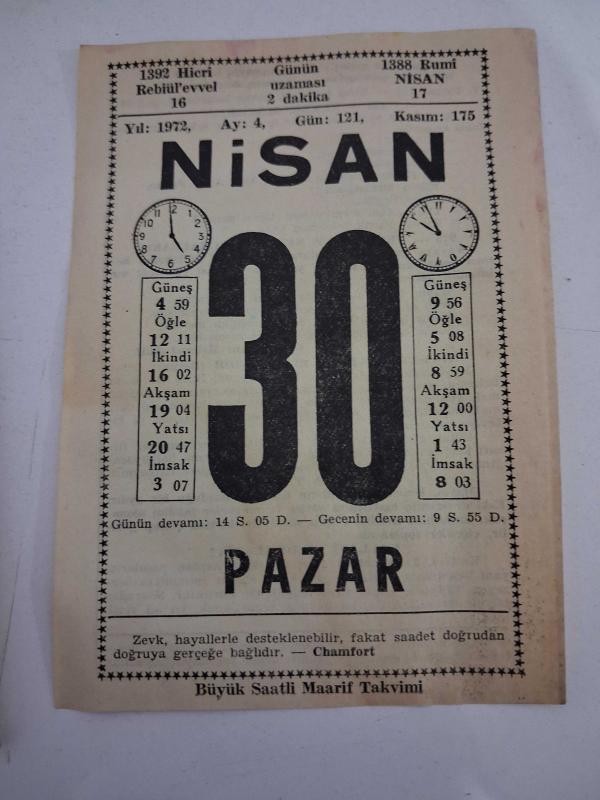 1392 Hicrî
Rebiül'evvel
16
Günün
uzaması
2 dakika
1388 Rumî
NİSAN
17
Yıl: 1972, Ay: 4, Gün: 121, Kasım: 175
NiSAN
30
Güneş
4 59
Öğle
12 11
İkindi
16 02
Akşam
19 04
Yatsı
20 47
İmsak
3 07
Güneş
9 56
Öğle
5 08
İkindi
8 59
Akşam
12 00
Yatsı
1 43
İmsak
8 03
Günün devamı: 14 S. 05 D. — Gecenin devamı: 9 S. 55 D.
PAZAR
Zevk, hayallerle desteklenebilir, fakat saadet doğrudan
doğruya gerçeğe bağlıdır. — Chamfort
Büyük Saatli Maarif Takvimi